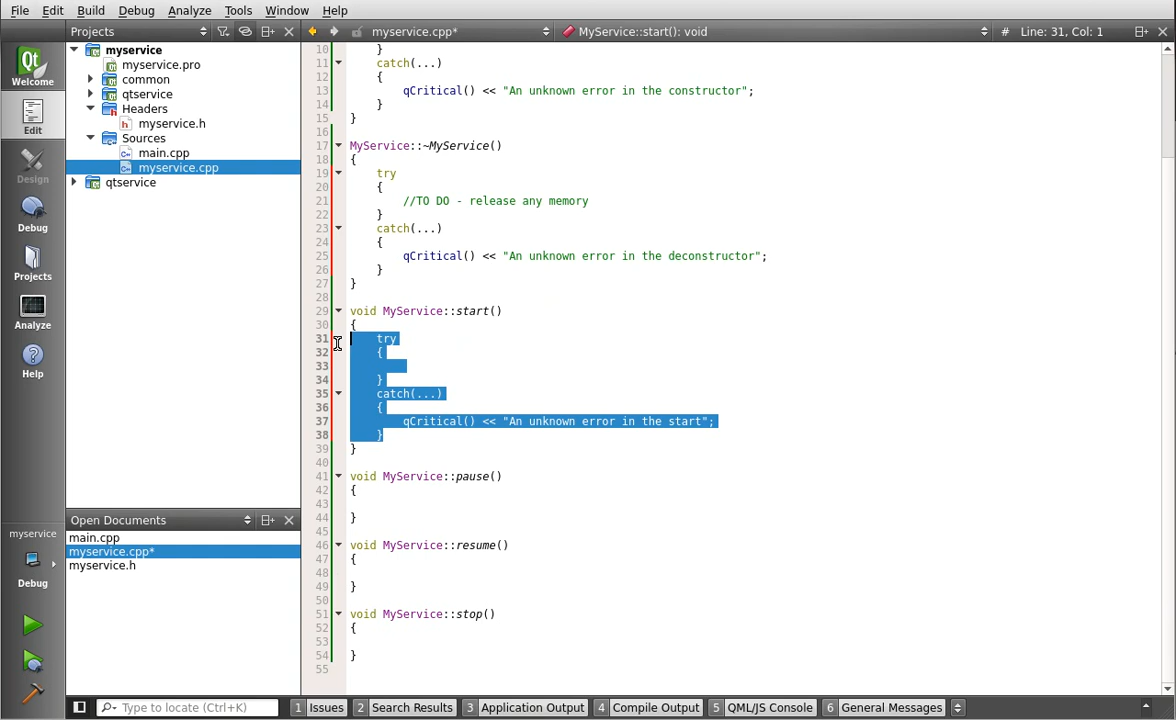 File Edit Build Debug Analyze Tools Window Help
Projects
myservice.cpp*
MyService::start(): void
# Line: 31, Col: 1
Welcome
Edit
Design
Debug
Projects
Analyze
Help
myservice
Debug
myservice
myservice.pro
common
qtservice
Headers
myservice.h
Sources
main.cpp
myservice.cpp
qtservice
Open Documents
main.cpp
myservice.cpp*
myservice.h
10 }
11 catch(...)
12 {
13 qCritical() << "An unknown error in the constructor";
14 }
15 }
16
17 MyService::~MyService()
18 {
19 try
20 {
21 //TO DO - release any memory
22 }
23 catch(...)
24 {
25 qCritical() << "An unknown error in the deconstructor";
26 }
27 }
28
29 void MyService::start()
30 {
31 try
32 {
33
34 }
35 catch(...)
36 {
37 qCritical() << "An unknown error in the start";
38 }
39 }
40
41 void MyService::pause()
42 {
43
44 }
45
46 void MyService::resume()
47 {
48
49 }
50
51 void MyService::stop()
52 {
53
54 }
55
Type to locate (Ctrl+K)
1 Issues 2 Search Results 3 Application Output 4 Compile Output 5 QML/JS Console 6 General Messages